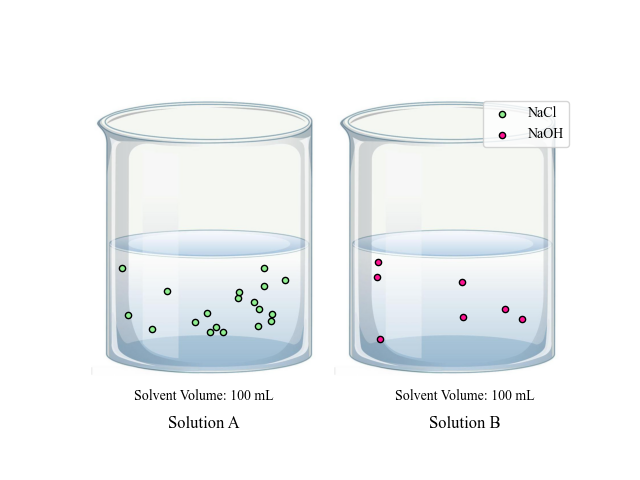 NaCl
NaOH
Solvent Volume: 100 mL
Solvent Volume: 100 mL
Solution A
Solution B